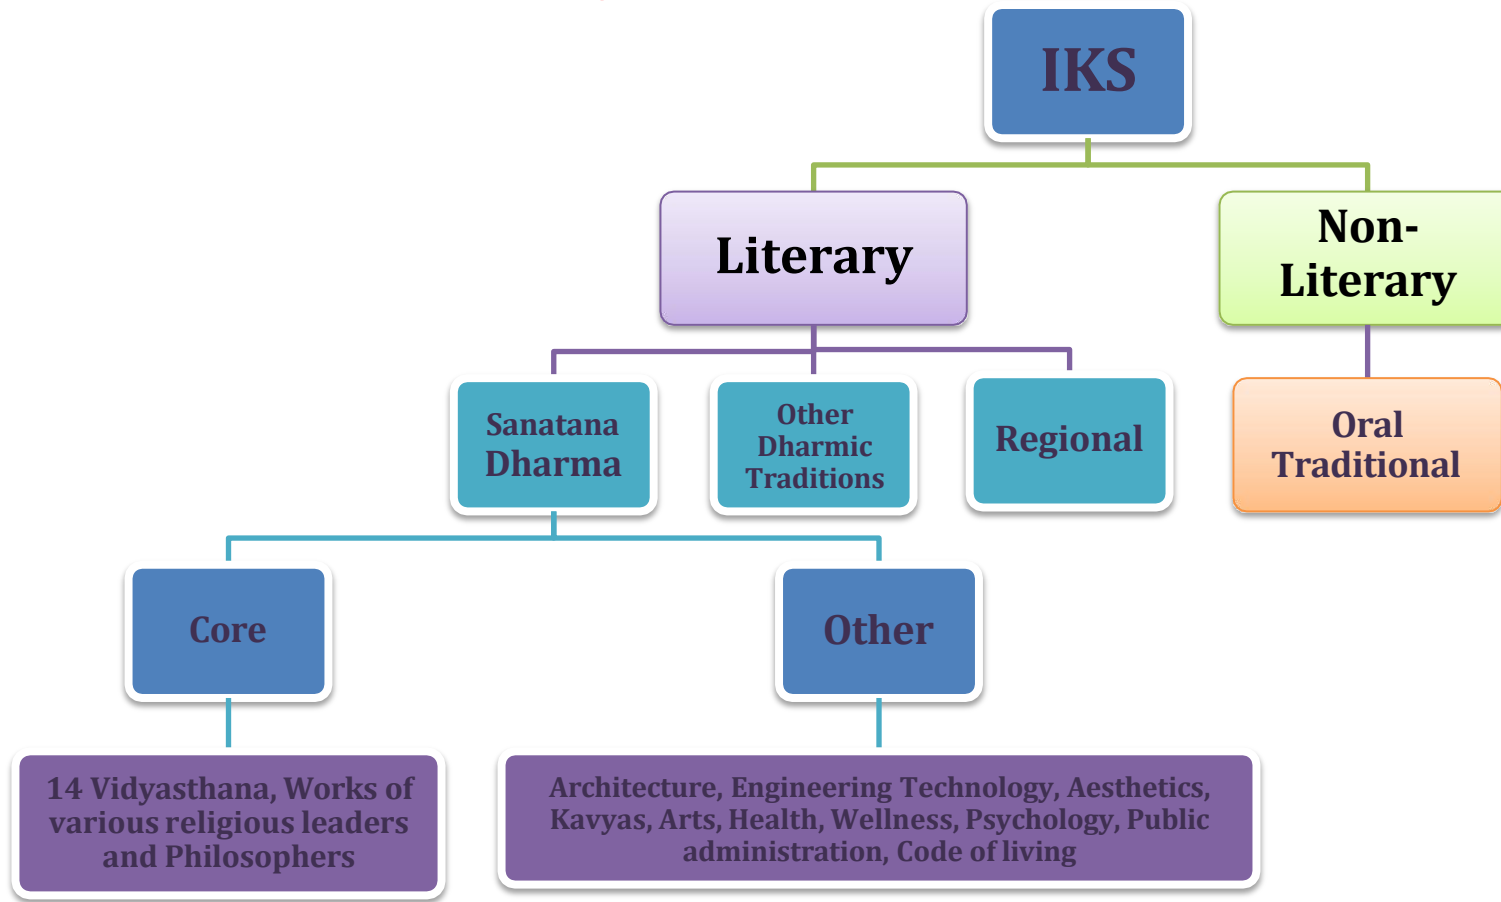 IKS
Literary
Non-
Literary
Sanatana
Dharma
Other
Dharmic
Traditions
Regional
Oral
Traditional
Core
Other
14 Vidyasthana, Works of
various religious leaders
and Philosophers
Architecture, Engineering Technology, Aesthetics,
Kavyas, Arts, Health, Wellness, Psychology, Public
administration, Code of living